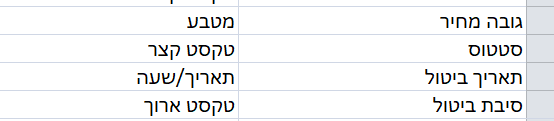 גובה מחיר מטבע
סטטוס טקסט קצר
תאריך ביטול תאריך/שעה
סיבת ביטול טקסט ארוך